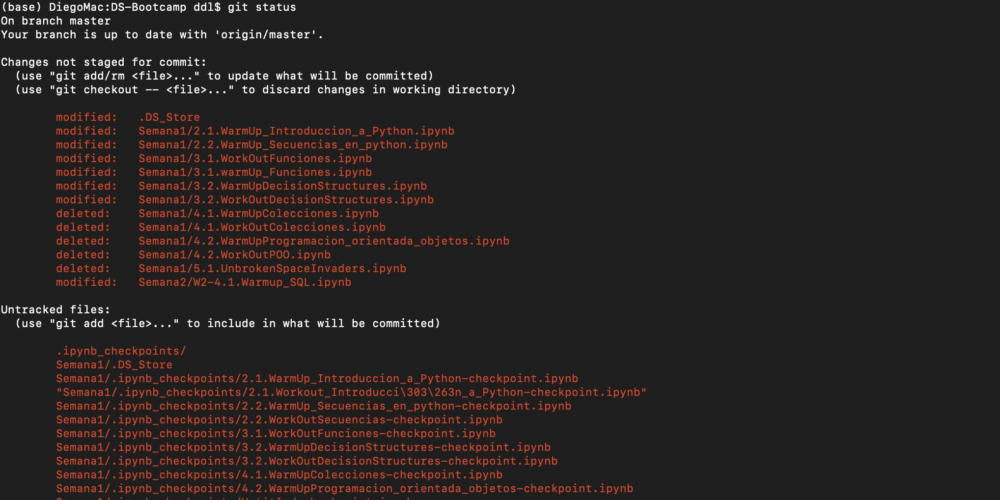 (base) DiegoMac:DS-Bootcamp ddl$ git status
On branch master
Your branch is up to date with 'origin/master'.
Changes not staged for commit:
(use "git add/rm <file>..." to update what will be committed)
(use "git checkout -- <file>..." to discard changes in working directory)
modified:   .DS_Store
modified:   Semana1/2.1.WarmUp_Introduccion_a_Python.ipynb
modified:   Semana1/2.2.WarmUp_Secuencias_en_python.ipynb
modified:   Semana1/3.1.WorkOutFunciones.ipynb
modified:   Semana1/3.1.warmUp_Funciones.ipynb
modified:   Semana1/3.2.WarmUpDecisionStructures.ipynb
modified:   Semana1/3.2.WorkOutDecisionStructures.ipynb
deleted:    Semana1/4.1.WarmUpColecciones.ipynb
deleted:    Semana1/4.1.WorkOutColecciones.ipynb
deleted:    Semana1/4.2.WarmUpProgramacion_orientada_objetos.ipynb
deleted:    Semana1/4.2.WorkOutPOO.ipynb
deleted:    Semana1/5.1.UnbrokenSpaceInvaders.ipynb
modified:   Semana2/W2-4.1.Warmup_SQL.ipynb
Untracked files:
(use "git add <file>..." to include in what will be committed)
.ipynb_checkpoints/
Semana1/.DS_Store
Semana1/.ipynb_checkpoints/2.1.WarmUp_Introduccion_a_Python-checkpoint.ipynb
"Semana1/.ipynb_checkpoints/2.1.Workout_Introducci\303\263n_a_Python-checkpoint.ipynb"
Semana1/.ipynb_checkpoints/2.2.WarmUp_Secuencias_en_python-checkpoint.ipynb
Semana1/.ipynb_checkpoints/2.2.WorkOutSecuencias-checkpoint.ipynb
Semana1/.ipynb_checkpoints/3.1.WorkOutFunciones-checkpoint.ipynb
Semana1/.ipynb_checkpoints/3.2.WarmUpDecisionStructures-checkpoint.ipynb
Semana1/.ipynb_checkpoints/3.2.WorkOutDecisionStructures-checkpoint.ipynb
Semana1/.ipynb_checkpoints/4.1.WarmUpColecciones-checkpoint.ipynb
Semana1/.ipynb_checkpoints/4.2.WarmUpProgramacion_orientada_objetos-checkpoint.ipynb